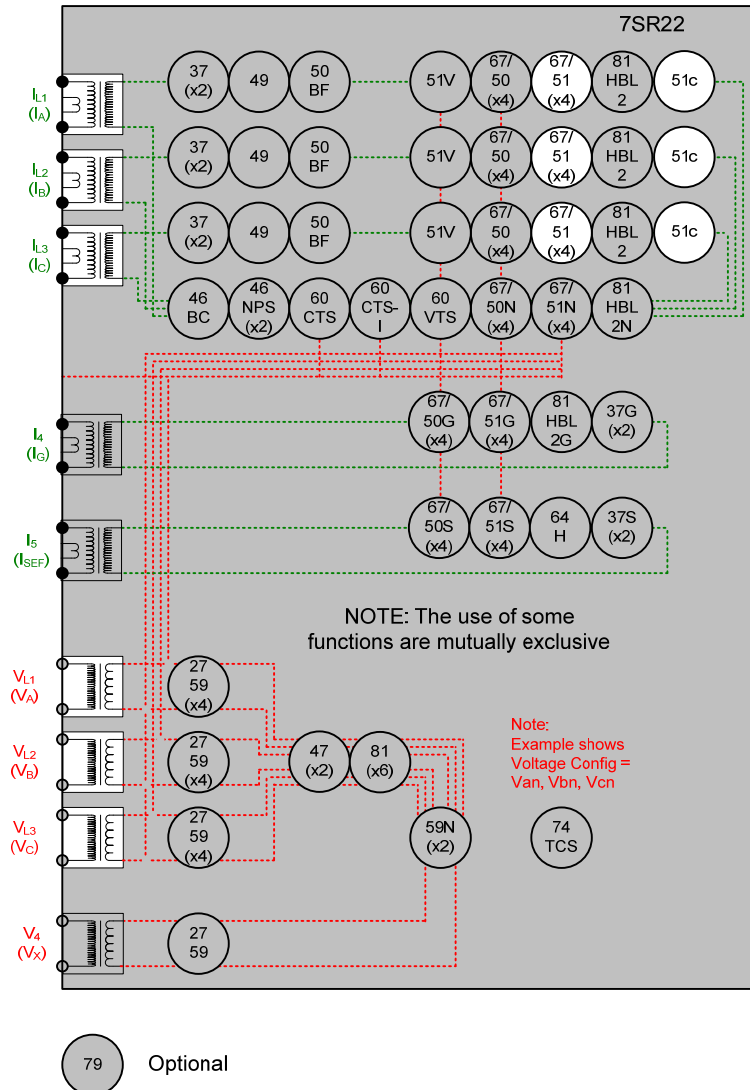 7SR22
IL1
(IA)
37
(x2)
49
50
BF
51V
67/
50
(x4)
67/
51
(x4)
81
HBL
2
51c
IL2
(IB)
37
(x2)
49
50
BF
51V
67/
50
(x4)
67/
51
(x4)
81
HBL
2
51c
IL3
(IC)
37
(x2)
49
50
BF
51V
67/
50
(x4)
67/
51
(x4)
81
HBL
2
51c
46
BC
46
NPS
(x2)
60
CTS
60
CTS-
I
60
VTS
67/
50N
(x4)
67/
51N
(x4)
81
HBL
2N
I4
(IG)
67/
50G
(x4)
67/
51G
(x4)
81
HBL
2G
37G
(x2)
I5
(ISEF)
67/
50S
(x4)
67/
51S
(x4)
64
H
37S
(x2)
NOTE: The use of some
functions are mutually exclusive
VL1
(VA)
27
59
(x4)
VL2
(VB)
27
59
(x4)
47
(x2)
81
(x6)
Note:
Example shows
Voltage Config =
Van, Vbn, Vcn
VL3
(VC)
27
59
(x4)
59N
(x2)
74
TCS
V4
(VX)
27
59
79
Optional